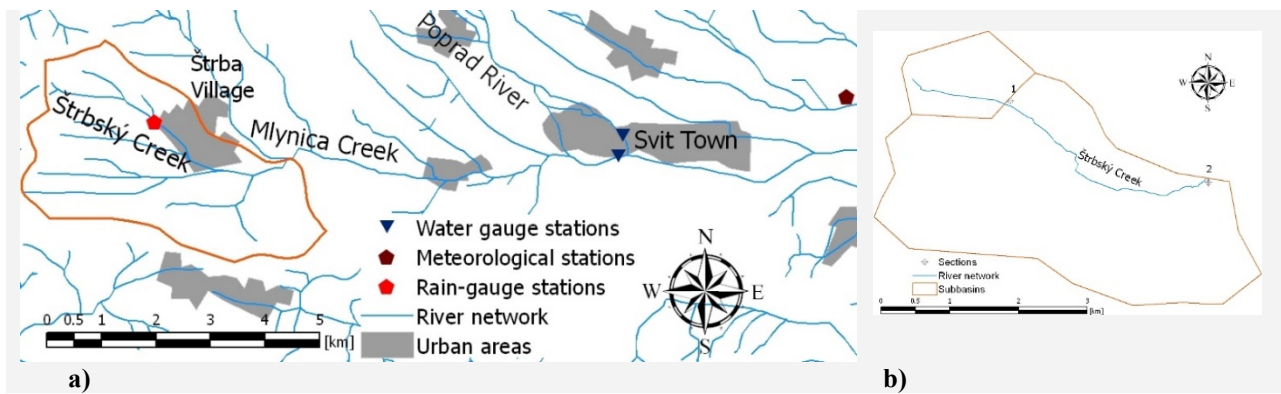 Štrba
Village
Štrbský Creek
Mlynica Creek
Poprad River
Svit Town
Water gauge stations
Meteorological stations
Rain-gauge stations
River network
Urban areas
N
W E
S
0 0.5 1 2 3 4 5
[km]
a)
N
W E
S
1
2
Štrbský Creek
Sections
River network
Subbasins
0 0.5 1 2 3
[km]
b)